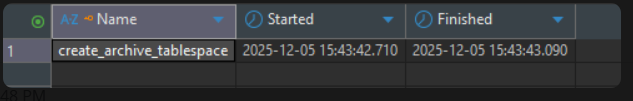 A-Z Name Started Finished
1 create_archive_tablespace 2025-12-05 15:43:42.710 2025-12-05 15:43:43.090